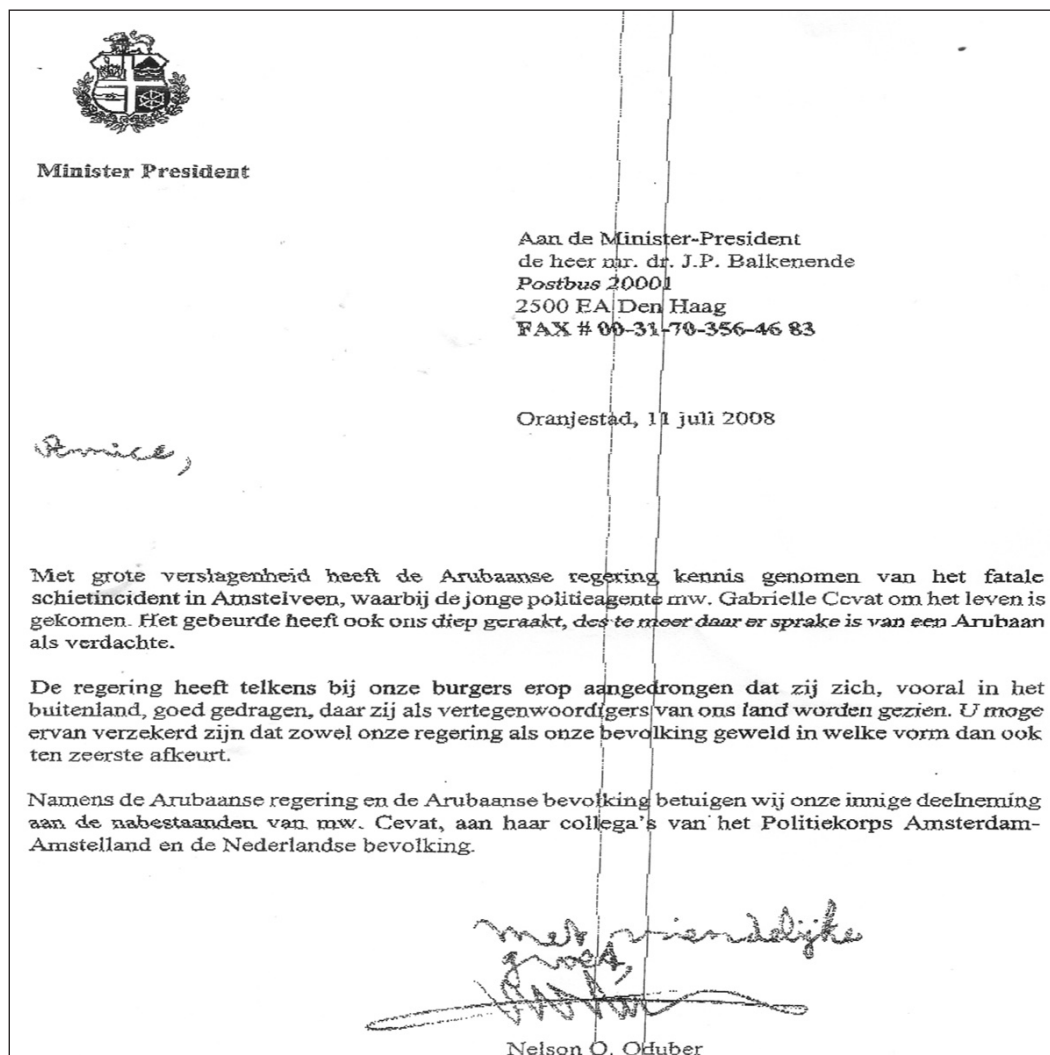 Minister President
Aan de Minister-President
de heer mr. dr. J.P. Balkenende
Postbus 20001
2500 EA Den Haag
FAX # 00-31-70-356-46 83
Oranjestad, 11 juli 2008
Amice,
Met grote verslagenheid heeft de Arubaanse regering kennis genomen van het fatale
schietincident in Amstelveen, waarbij de jonge politieagente mw. Gabrielle Cevat om het leven is
gekomen. Het gebeurde heeft ook ons diep geraakt, des te meer daar er sprake is van een Arubaan
als verdachte.
De regering heeft telkens bij onze burgers erop aangedrongen dat zij zich, vooral in het
buitenland, goed gedragen, daar zij als vertegenwoordigers van ons land worden gezien. U moge
ervan verzekerd zijn dat zowel onze regering als onze bevolking geweld in welke vorm dan ook
ten zeerste afkeurt.
Namens de Arubaanse regering en de Arubaanse bevolking betuigen wij onze innige deelneming
aan de nabestaanden van mw. Cevat, aan haar collega's van het Politiekorps Amsterdam-
Amstelland en de Nederlandse bevolking.
met vriendelijke
groet,
Nelson O. Oduber